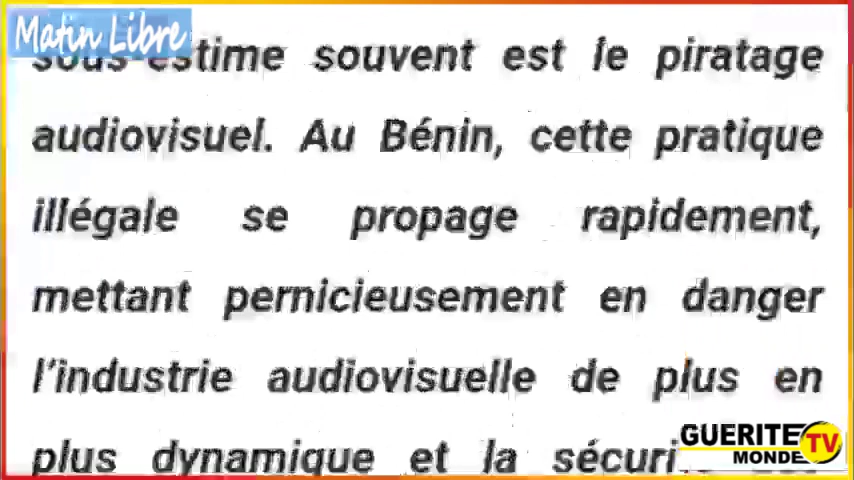 Matin Libre
sous-estime souvent est le piratage
audiovisuel. Au Bénin, cette pratique
illégale se propage rapidement,
mettant pernicieusement en danger
l'industrie audiovisuelle de plus en
plus dynamique et la
GUERITE TV
MONDE